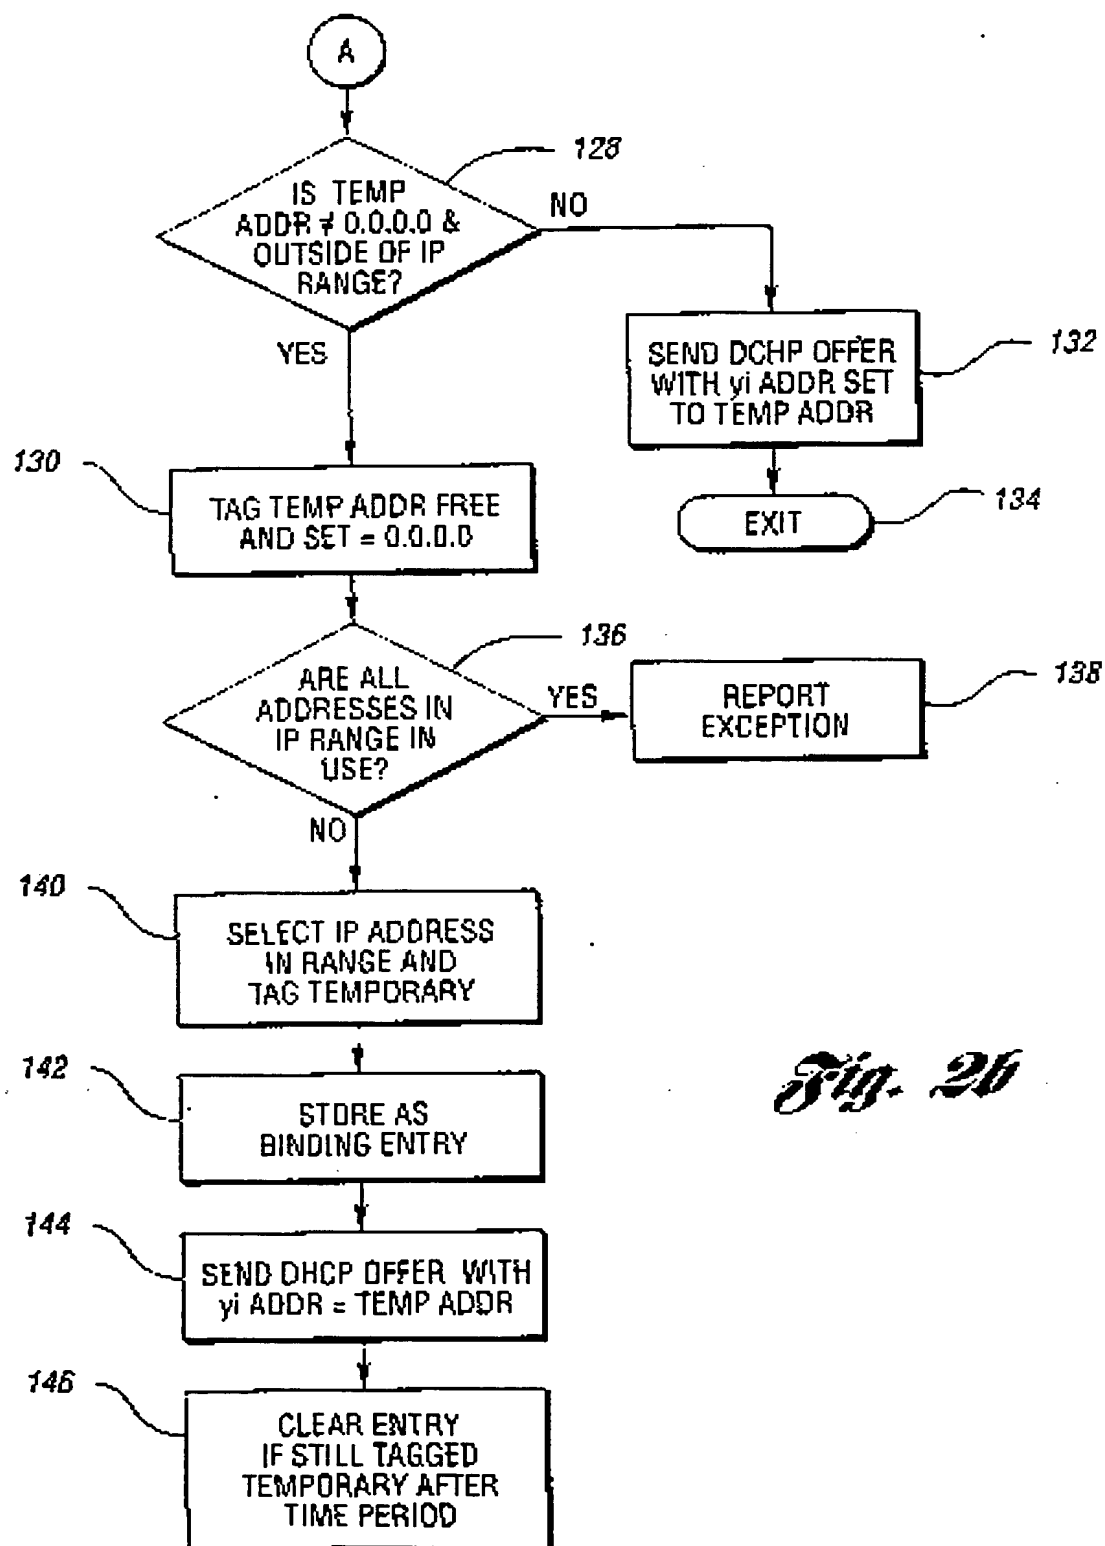 A
128
IS TEMP
ADDR ≠ 0.0.0.0 &
OUTSIDE OF IP
RANGE?
NO
YES
SEND DCHP OFFER
WITH yi ADDR SET
TO TEMP ADDR
132
130
TAG TEMP ADDR FREE
AND SET = 0.0.0.0
EXIT
134
136
ARE ALL
ADDRESSES IN
IP RANGE IN
USE?
YES
REPORT
EXCEPTION
138
NO
140
SELECT IP ADDRESS
IN RANGE AND
TAG TEMPORARY
142
STORE AS
BINDING ENTRY
Fig. 2b
144
SEND DHCP OFFER WITH
yi ADDR = TEMP ADDR
146
CLEAR ENTRY
IF STILL TAGGED
TEMPORARY AFTER
TIME PERIOD